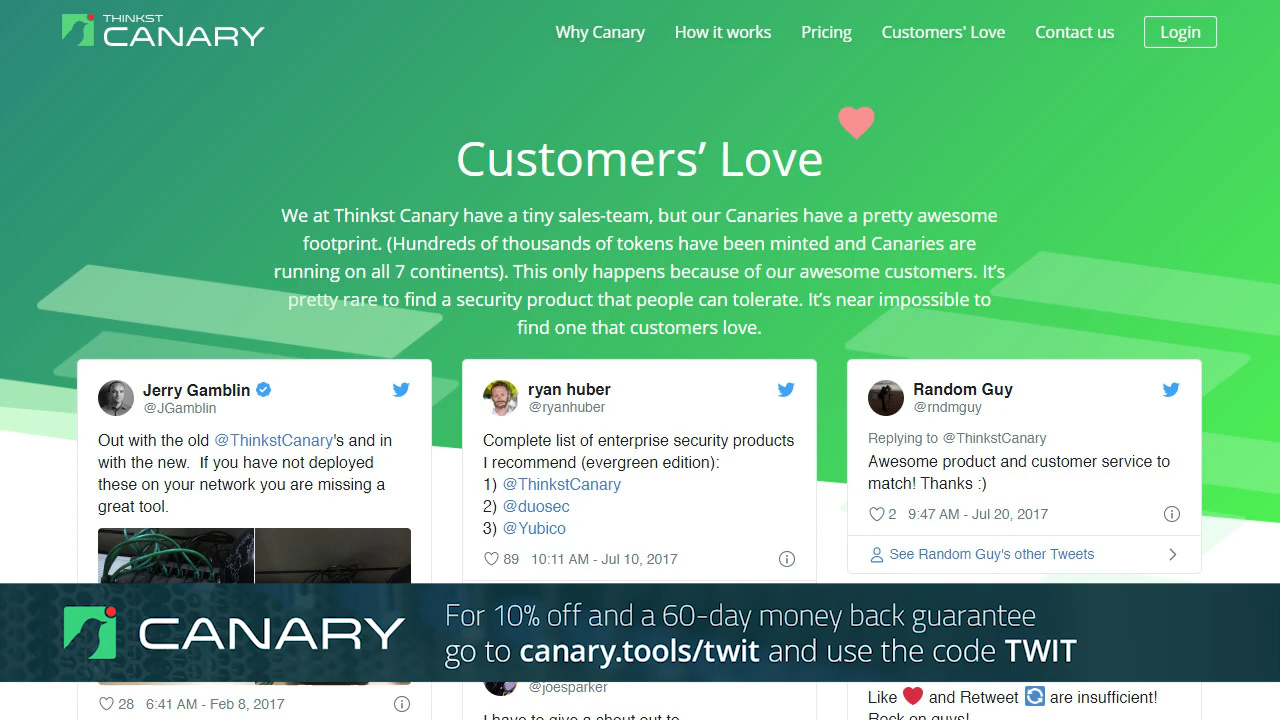 THINKST
CANARY
Why Canary
How it works
Pricing
Customers' Love
Contact us
Login
Customers’ Love
We at Thinkst Canary have a tiny sales-team, but our Canaries have a pretty awesome
footprint. (Hundreds of thousands of tokens have been minted and Canaries are
running on all 7 continents). This only happens because of our awesome customers. It’s
pretty rare to find a security product that people can tolerate. It’s near impossible to
find one that customers love.
Jerry Gamblin
@JGamblin
Out with the old @ThinkstCanary's and in
with the new. If you have not deployed
these on your network you are missing a
great tool.
28 6:41 AM - Feb 8, 2017
ryan huber
@ryanhuber
Complete list of enterprise security products
I recommend (evergreen edition):
1) @ThinkstCanary
2) @duosec
3) @Yubico
89 10:11 AM - Jul 10, 2017
@joesparker
I have to give a about out to
Random Guy
@rndmguy
Replying to @ThinkstCanary
Awesome product and customer service to
match! Thanks :)
2 9:47 AM - Jul 20, 2017
See Random Guy's other Tweets
Like ❤ and Retweet 🔄 are insufficient!
Rock on guys!
CANARY
For 10% off and a 60-day money back guarantee
go to canary.tools/twit and use the code TWIT